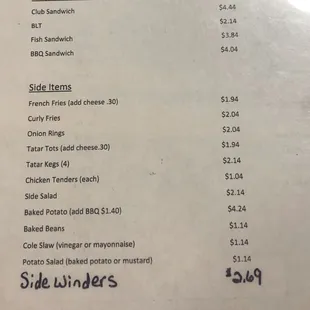 Club Sandwich $4.44
BLT $2.14
Fish Sandwich $3.84
BBQ Sandwich $4.04
Side Items
French Fries (add cheese .30) $1.94
Curly Fries $2.04
Onion Rings $2.04
Tatar Tots (add cheese.30) $1.94
Tatar Kegs (4) $2.14
Chicken Tenders (each) $1.04
Side Salad $2.14
Baked Potato (add BBQ $1.40) $4.24
Baked Beans $1.14
Cole Slaw (vinegar or mayonnaise) $1.14
Potato Salad (baked potato or mustard) $1.14
Side Winders $2.69